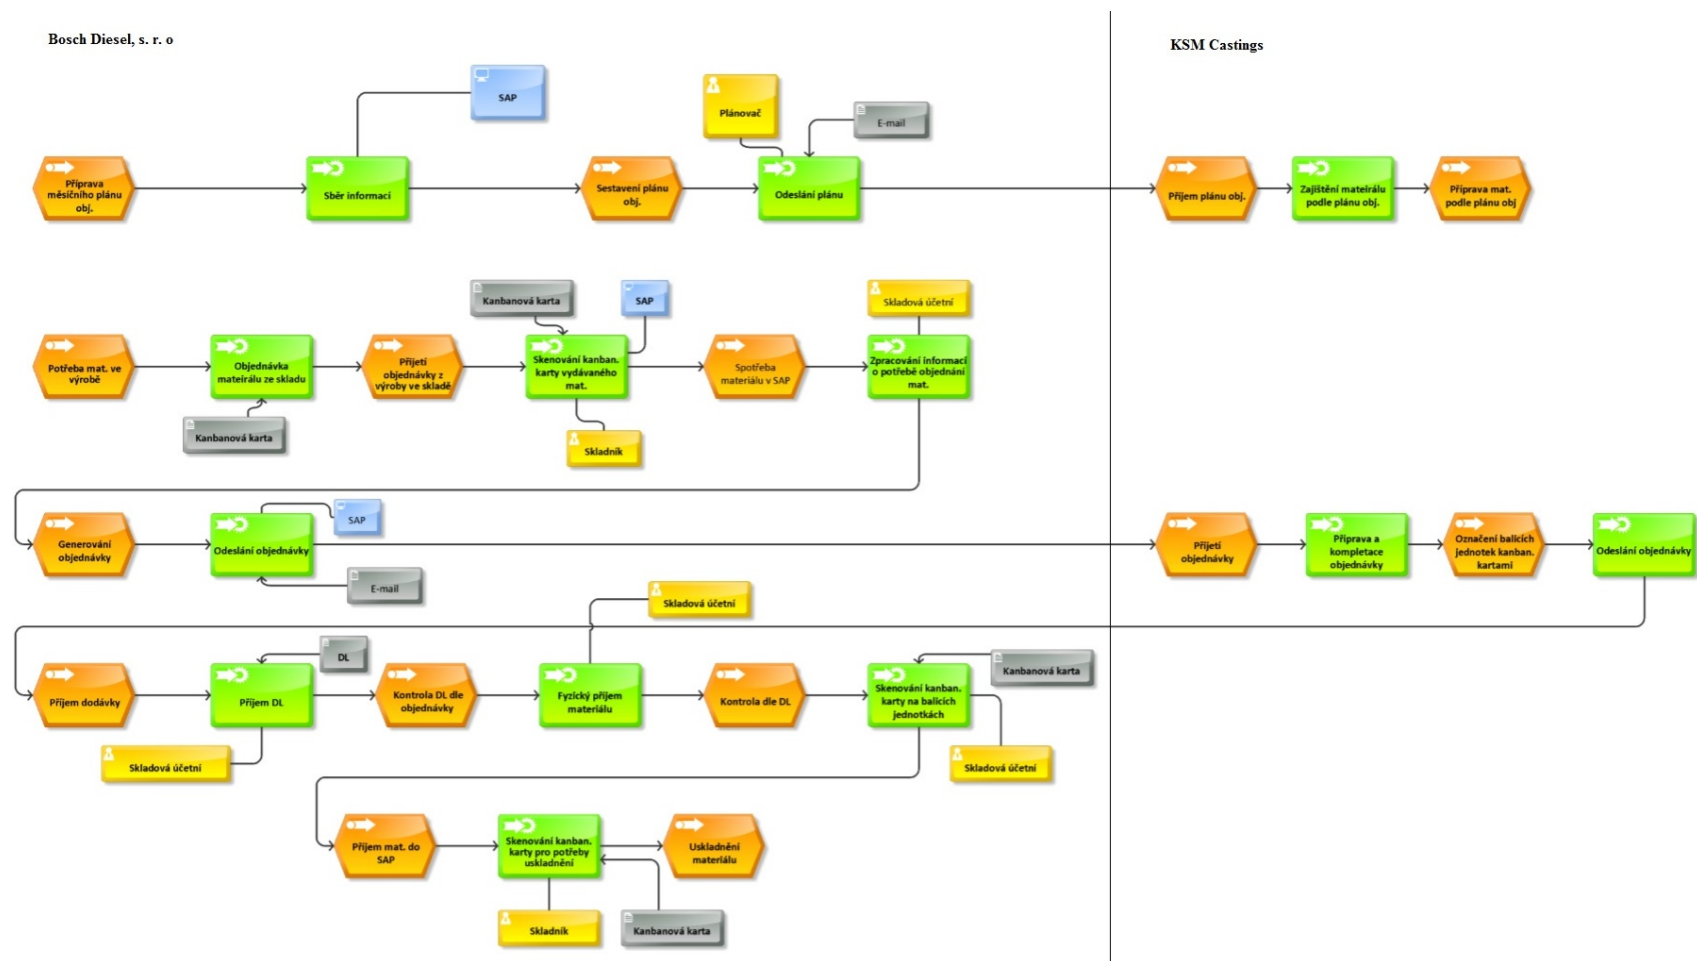 Bosch Diesel, s. r. o
KSM Castings
SAP
Plánovač
E-mail
Příprava
měsíčního plánu
obj.
Sběr informací
Sestavení plánu
obj.
Odeslání plánu
Příjem plánu obj.
Zajištění mateirálu
podle plánu obj.
Příprava mat.
podle plánu obj
Kanbanová karta
SAP
Skladová účetní
Potřeba mat. ve
výrobě
Objednávka
mateirálu ze skladu
Přijetí
objednávky z
výroby ve skladě
Skenování kanban.
karty vydávaného
mat.
Spotřeba
materiálu v SAP
Zpracování informací
o potřebě objednání
mat.
Kanbanová karta
Skladník
SAP
Generování
objednávky
Odeslání objednávky
Přijetí
objednávky
Příprava a
kompletace
objednávky
Označení balících
jednotek kanban.
kartami
Odeslání objednávky
E-mail
Skladová účetní
DL
Kanbanová karta
Příjem dodávky
Příjem DL
Kontrola DL dle
objednávky
Fyzický příjem
materiálu
Kontrola dle DL
Skenování kanban.
karty na balících
jednotkách
Skladová účetní
Skladová účetní
Příjem mat. do
SAP
Skenování kanban.
karty pro potřeby
uskladnění
Uskladnění
materiálu
Skladník
Kanbanová karta